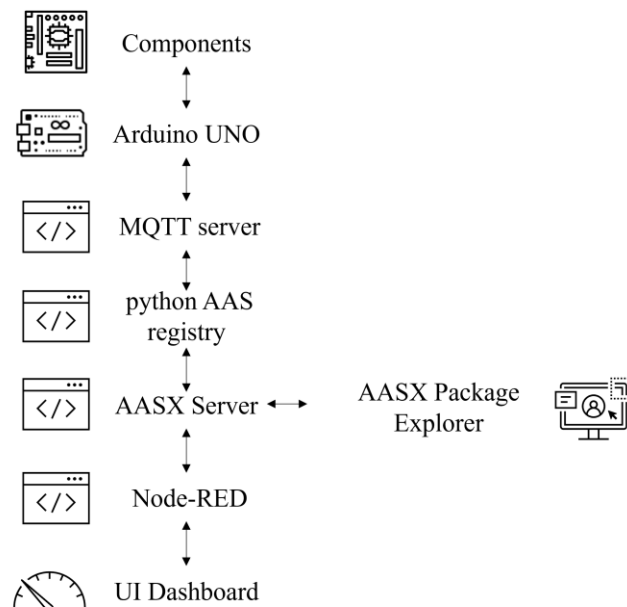 Components
Arduino UNO
MQTT server
</>
python AAS
registry
</>
AASX Server
</>
AASX Package
Explorer
Node-RED
</>
UI Dashboard